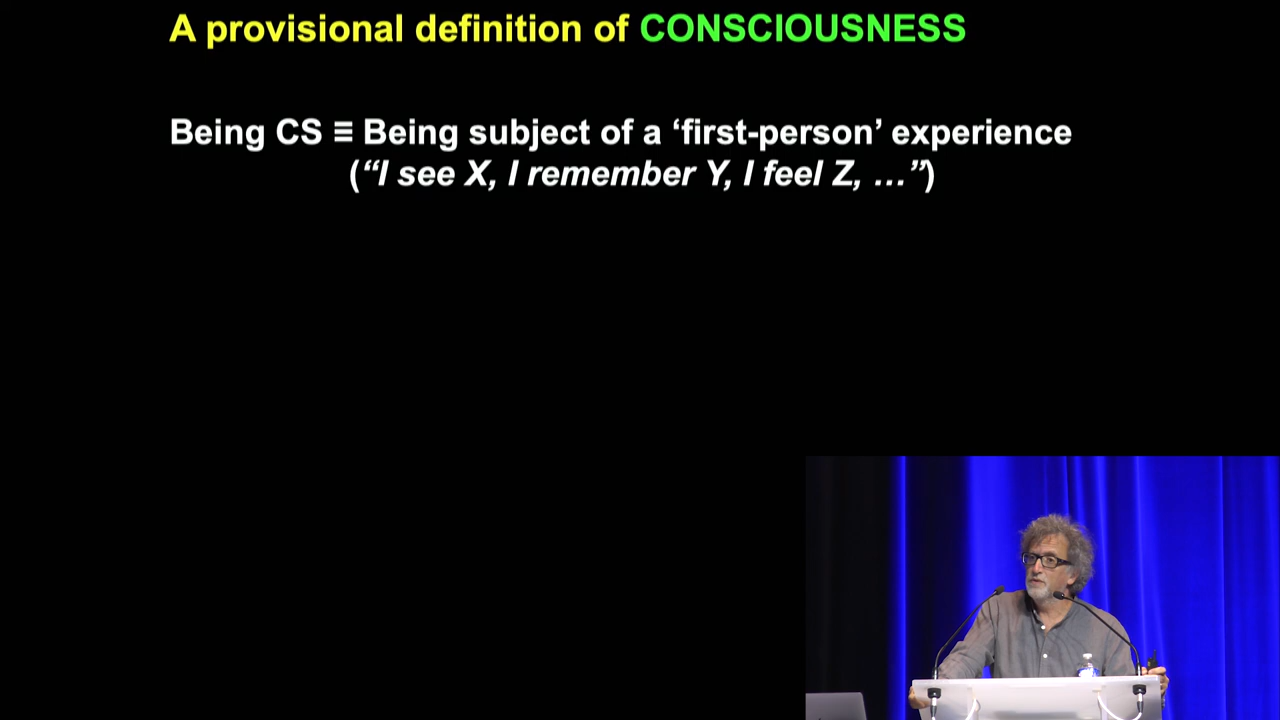 A provisional definition of CONSCIOUSNESS
Being CS ≡ Being subject of a ‘first-person’ experience
(“I see X, I remember Y, I feel Z, …”)